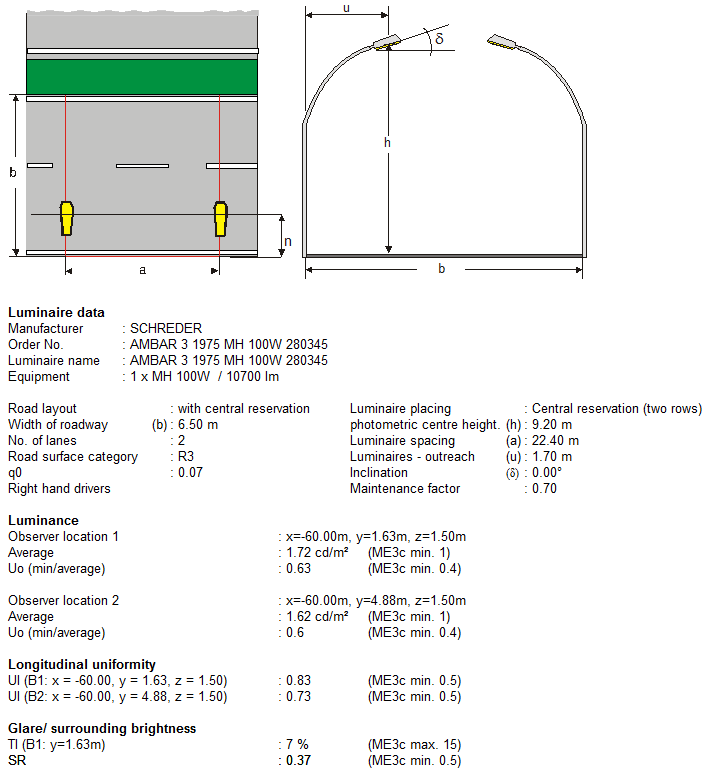 u
δ
b
h
n
a
b
Luminaire data
Manufacturer : SCHREDER
Order No. : AMBAR 3 1975 MH 100W 280345
Luminaire name : AMBAR 3 1975 MH 100W 280345
Equipment : 1 x MH 100W / 10700 lm
Road layout : with central reservation Luminaire placing : Central reservation (two rows)
Width of roadway (b) : 6.50 m photometric centre height. (h) : 9.20 m
No. of lanes : 2 Luminaire spacing (a) : 22.40 m
Road surface category : R3 Luminaires - outreach (u) : 1.70 m
q0 : 0.07 Inclination (δ) : 0.00°
Right hand drivers Maintenance factor : 0.70
Luminance
Observer location 1 : x=-60.00m, y=1.63m, z=1.50m
Average : 1.72 cd/m² (ME3c min. 1)
Uo (min/average) : 0.63 (ME3c min. 0.4)
Observer location 2 : x=-60.00m, y=4.88m, z=1.50m
Average : 1.62 cd/m² (ME3c min. 1)
Uo (min/average) : 0.6 (ME3c min. 0.4)
Longitudinal uniformity
Ul (B1: x = -60.00, y = 1.63, z = 1.50) : 0.83 (ME3c min. 0.5)
Ul (B2: x = -60.00, y = 4.88, z = 1.50) : 0.73 (ME3c min. 0.5)
Glare/ surrounding brightness
TI (B1: y=1.63m) : 7 % (ME3c max. 15)
SR : 0.37 (ME3c min. 0.5)